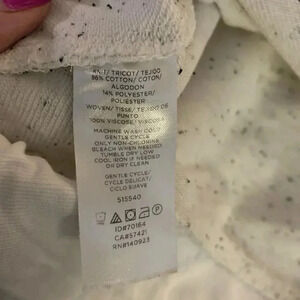 KNIT/TRICOT/TEJIDO
86% COTTON/COTON/
ALGODON
14% POLYESTER/
POLIESTER
WOVEN/TISSE/TEJIDO DE
PUNTO
100% VISCOSE/VISCOSA
MACHINE WASH COLD
GENTLE CYCLE
ONLY NON-CHLORINE
BLEACH WHEN NEEDED
TUMBLE DRY LOW
COOL IRON IF NEEDED
OR DRY CLEAN
GENTLE CYCLE/
CYCLE DELICAT/
CICLO SUAVE
515540
ID#70164
CA#57421
RN#140923